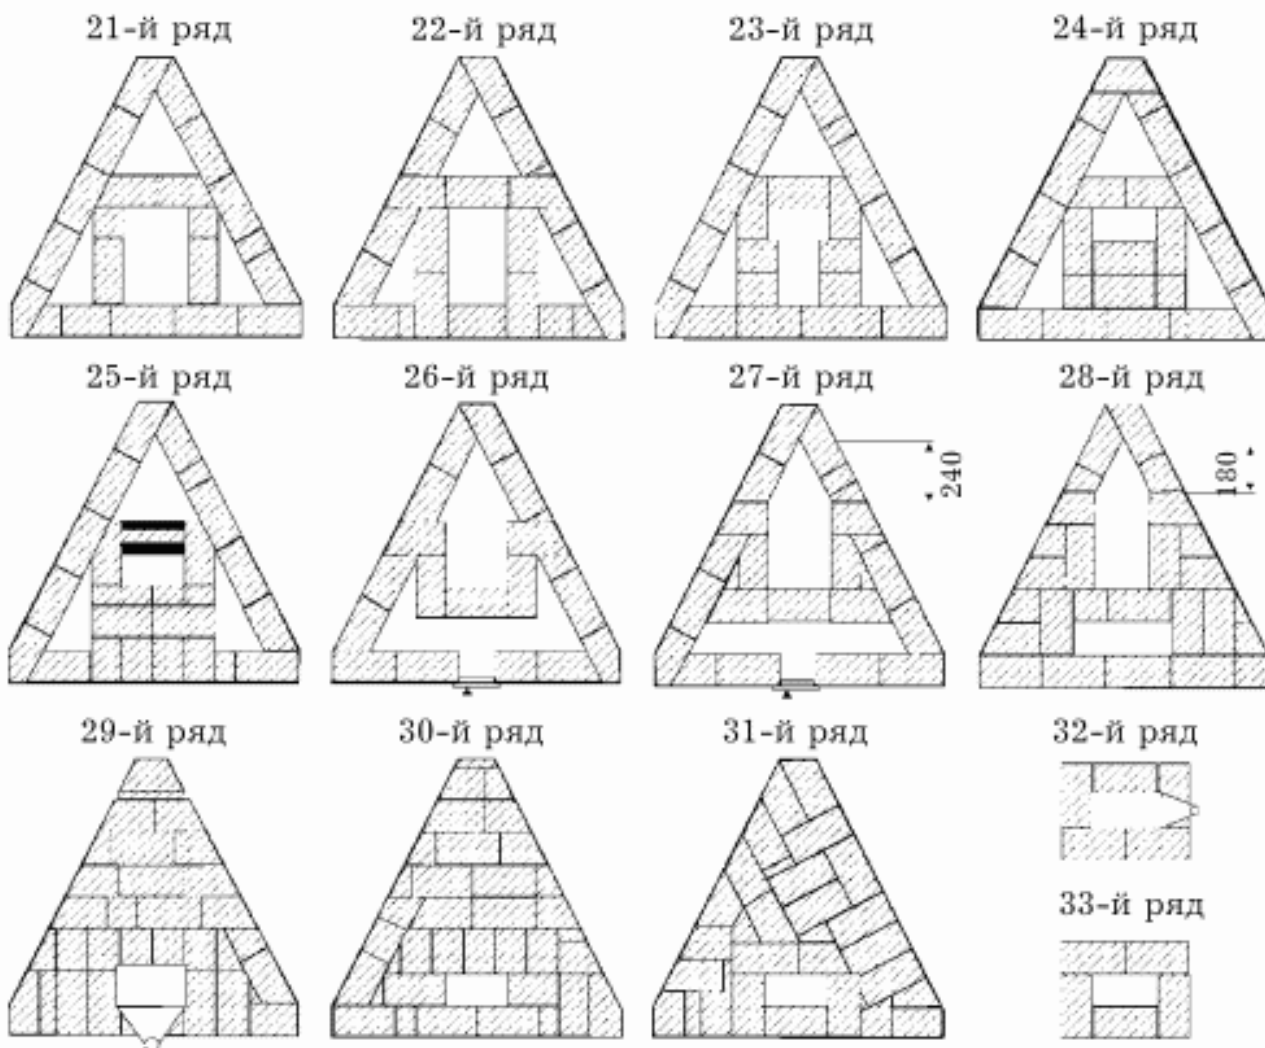 21-й ряд
22-й ряд
23-й ряд
24-й ряд
25-й ряд
26-й ряд
27-й ряд
28-й ряд
240
180
29-й ряд
30-й ряд
31-й ряд
32-й ряд
33-й ряд